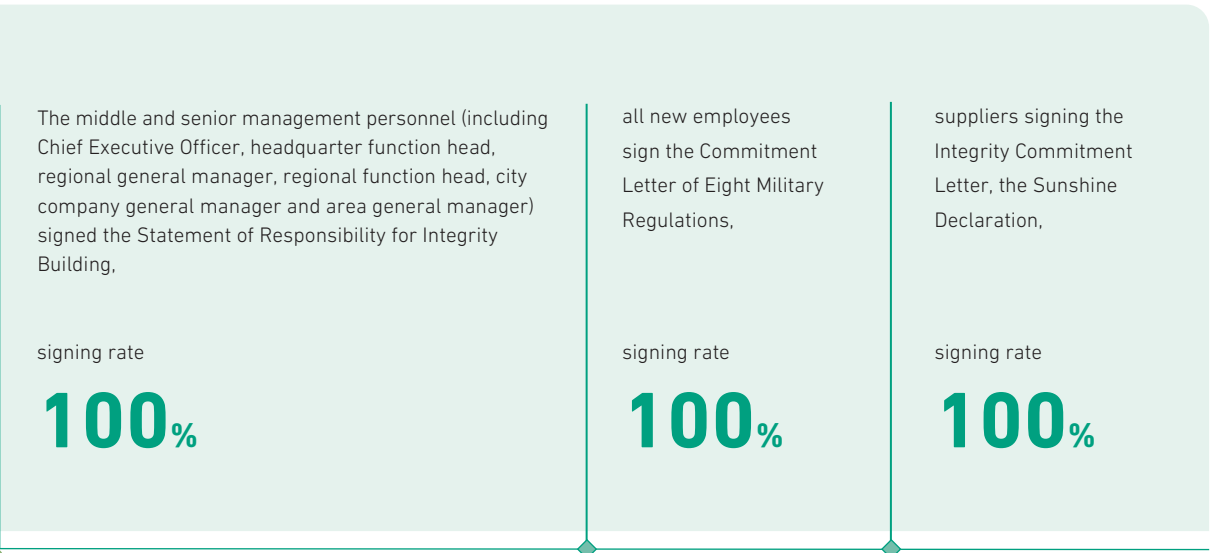 The middle and senior management personnel (including
Chief Executive Officer, headquarter function head,
regional general manager, regional function head, city
company general manager and area general manager)
signed the Statement of Responsibility for Integrity
Building,
signing rate
100%
all new employees
sign the Commitment
Letter of Eight Military
Regulations,
signing rate
100%
suppliers signing the
Integrity Commitment
Letter, the Sunshine
Declaration,
signing rate
100%